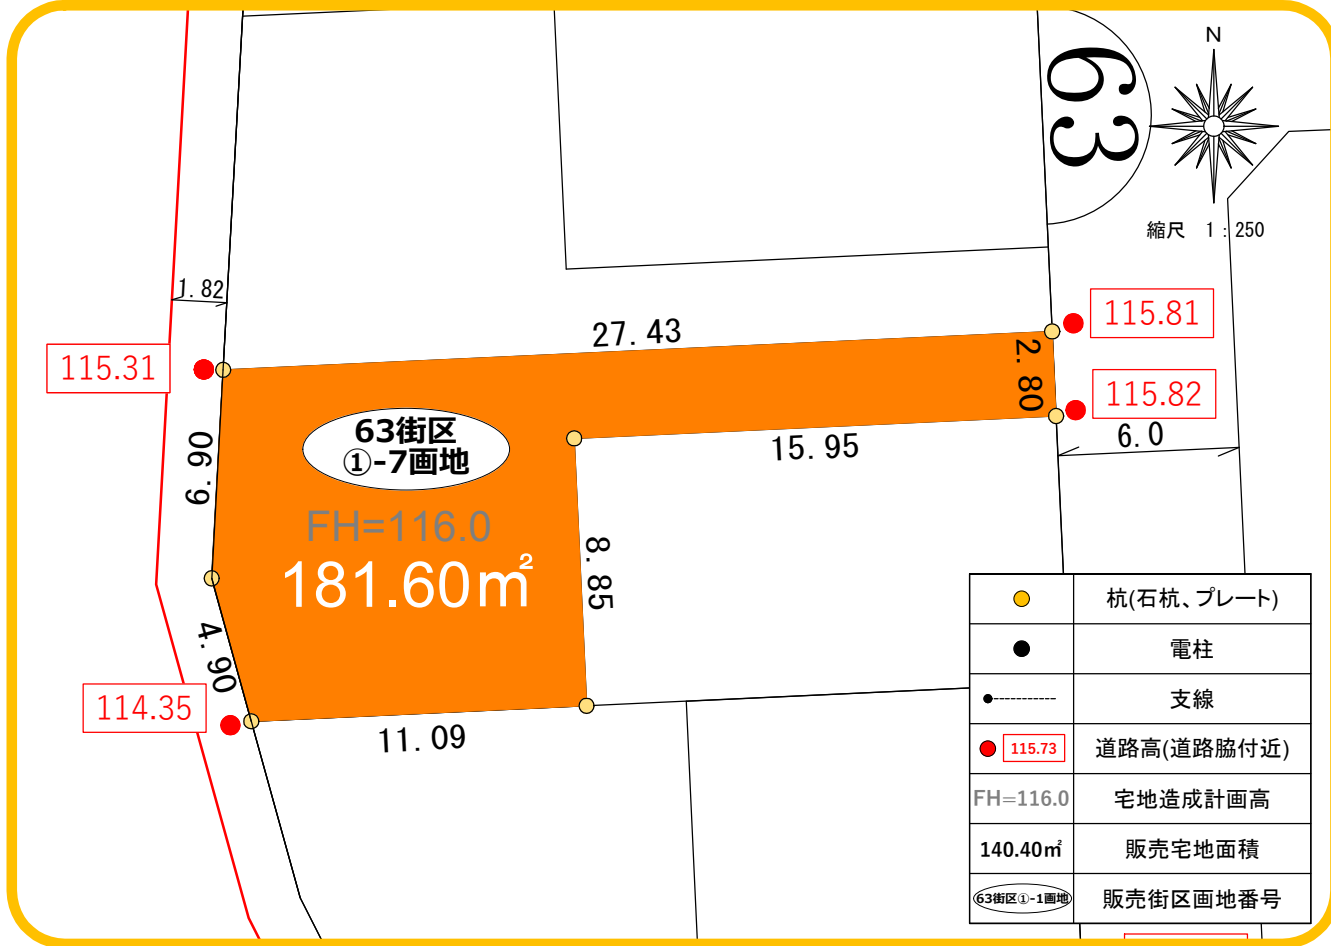 63
N
縮尺 1:250
1.82
27.43
115.81
2.80
115.31
115.82
6.0
15.95
63街区
①-7画地
6.90
FH=116.0
181.60㎡
8.85
4.90
114.35
11.09
杭(石杭、プレート)
電柱
支線
115.73 道路高(道路脇付近)
FH=116.0 宅地造成計画高
140.40㎡ 販売宅地面積
63街区①-1画地 販売街区画地番号